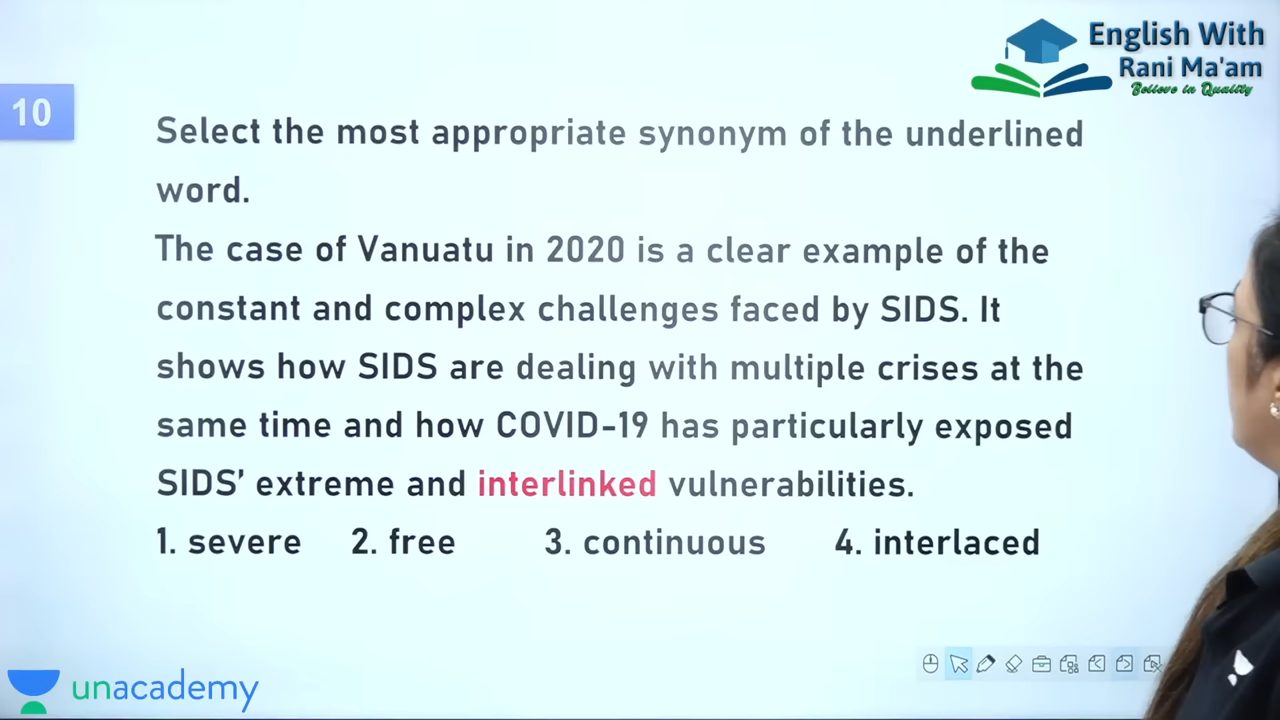 English With
Rani Ma'am
Believe in Quality
10
Select the most appropriate synonym of the underlined
word.
The case of Vanuatu in 2020 is a clear example of the
constant and complex challenges faced by SIDS. It
shows how SIDS are dealing with multiple crises at the
same time and how COVID-19 has particularly exposed
SIDS’ extreme and interlinked vulnerabilities.
1. severe 2. free 3. continuous 4. interlaced
unacademy